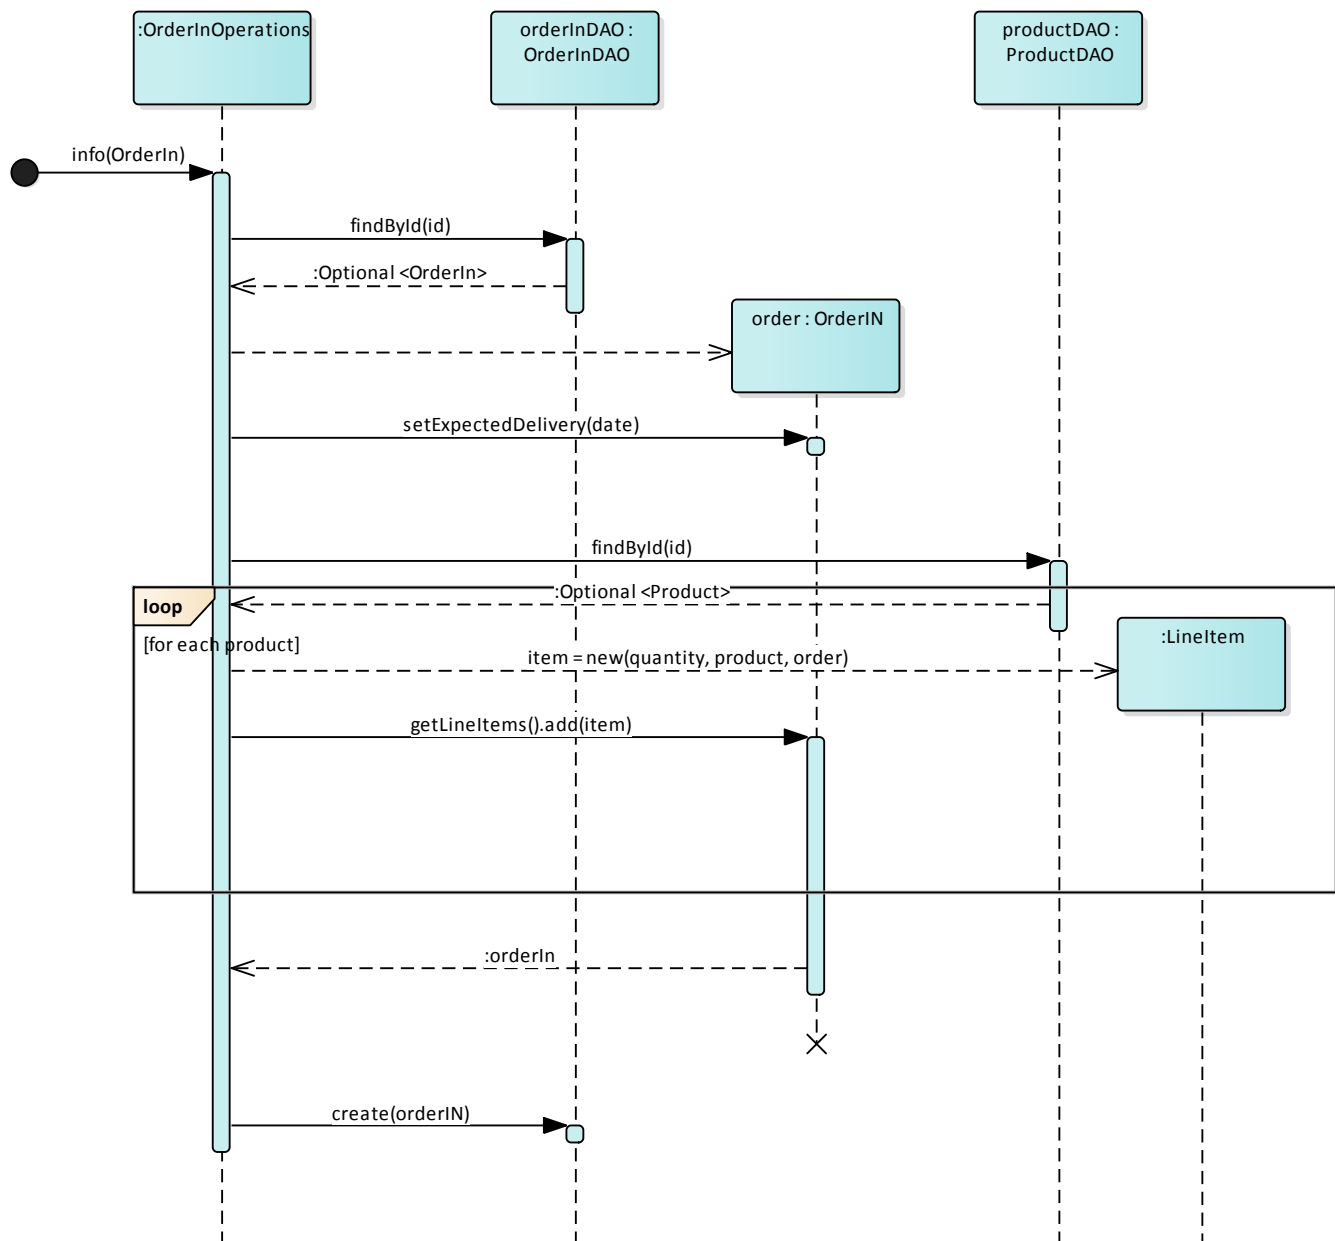 :OrderInOperations
orderInDAO :
OrderInDAO
productDAO :
ProductDAO
info(OrderIn)
findById(id)
:Optional <OrderIn>
order : OrderIN
setExpectedDelivery(date)
findById(id)
:Optional <Product>
loop
[for each product]
:LineItem
item = new(quantity, product, order)
getLineItems().add(item)
:orderIn
create(orderIN)